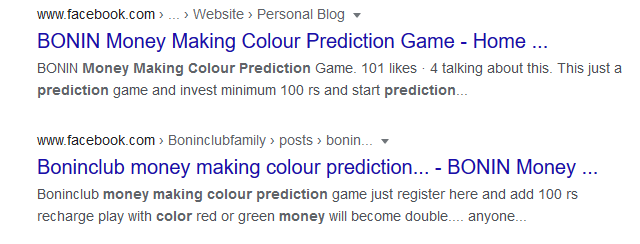 www.facebook.com › ... › Website › Personal Blog
BONIN Money Making Colour Prediction Game - Home ...
BONIN Money Making Colour Prediction Game. 101 likes · 4 talking about this. This just a
prediction game and invest minimum 100 rs and start prediction...
www.facebook.com › Boninclubfamily › posts › bonin...
Boninclub money making colour prediction... - BONIN Money ...
Boninclub money making colour prediction game just register here and add 100 rs
recharge play with color red or green money will become double.... anyone...